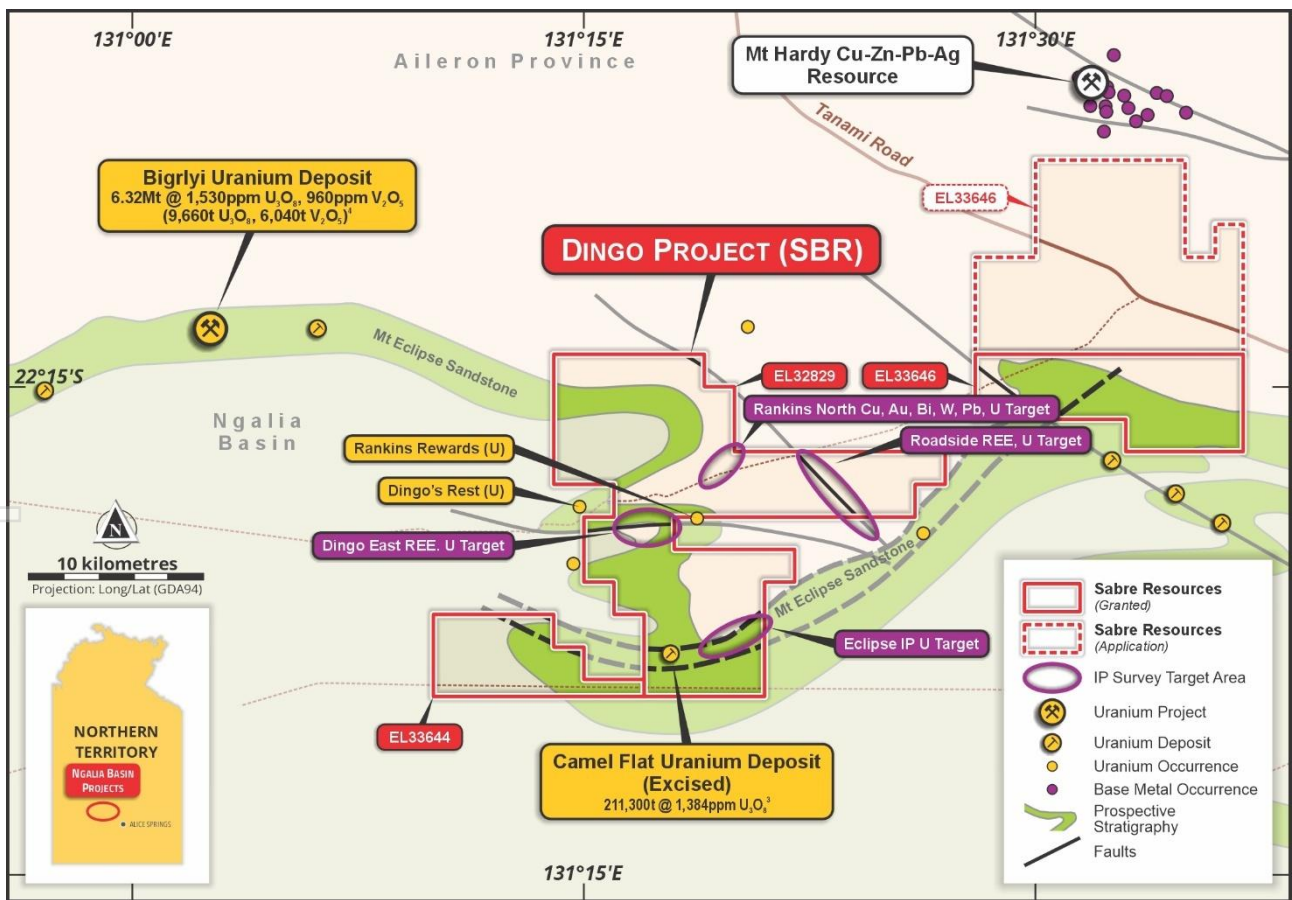 131°00'E
131°15'E
131°30'E
Aileron Province
Mt Hardy Cu-Zn-Pb-Ag
Resource
Tanami Road
Bigrlyi Uranium Deposit
6.32Mt @ 1,530ppm U₃O₈, 960ppm V₂O₅
(9,660t U₃O₈, 6,040t V₂O₅)⁴
EL33646
DINGO PROJECT (SBR)
Mt Eclipse Sandstone
22°15'S
EL32829
EL33646
Rankins North Cu, Au, Bi, W, Pb, U Target
Ngalia
Basin
Roadside REE, U Target
Rankins Rewards (U)
Dingo's Rest (U)
Dingo East REE. U Target
N
10 kilometres
Projection: Long/Lat (GDA94)
Mt Eclipse Sandstone
Eclipse IP U Target
EL33644
Camel Flat Uranium Deposit
(Excised)
211,300t @ 1,384ppm U₃O₈³
131°15'E
NORTHERN
TERRITORY
NGALIA BASIN
PROJECTS
ALICE SPRINGS
Sabre Resources
(Granted)
Sabre Resources
(Application)
IP Survey Target Area
Uranium Project
Uranium Deposit
Uranium Occurrence
Base Metal Occurrence
Prospective
Stratigraphy
Faults